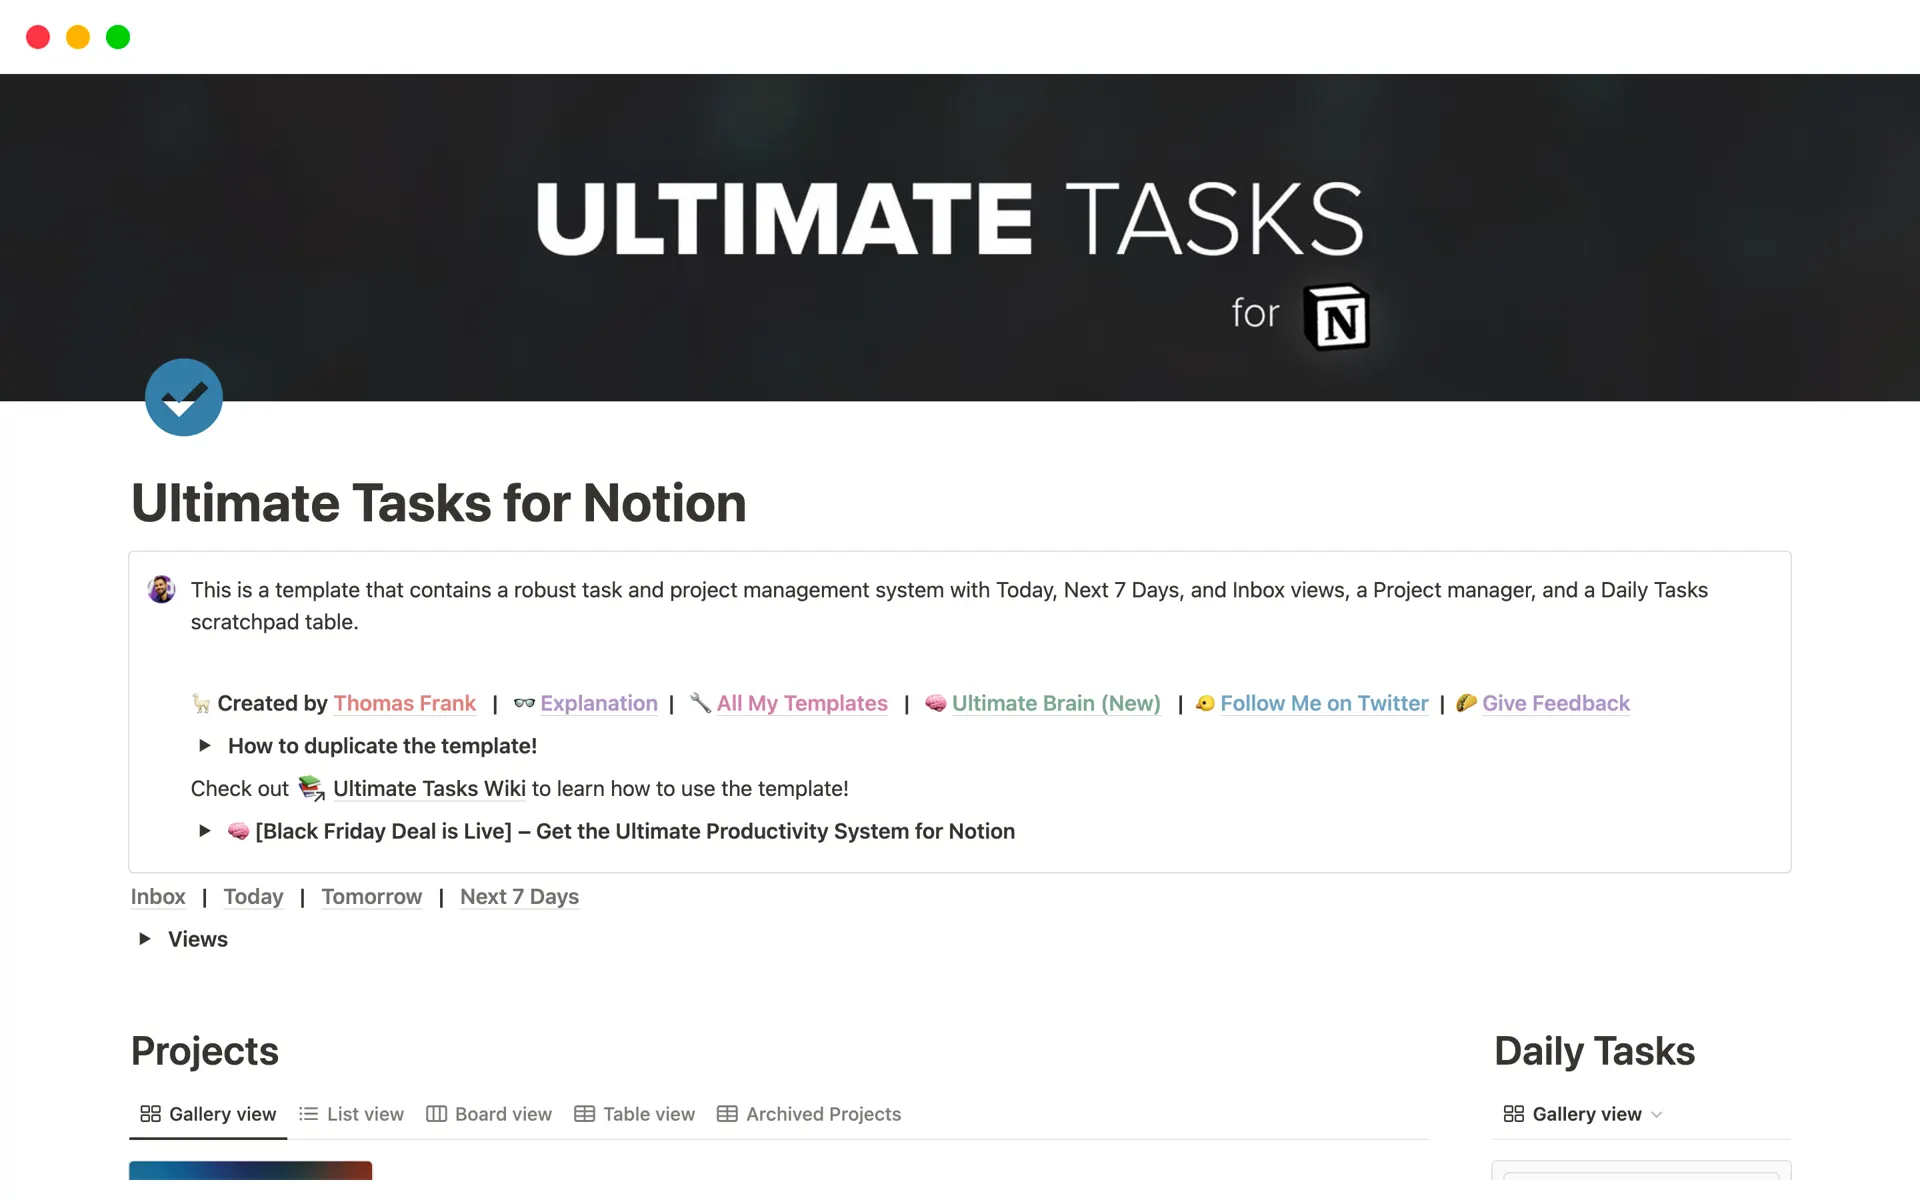 ULTIMATE TASKS
for N
Ultimate Tasks for Notion
This is a template that contains a robust task and project management system with Today, Next 7 Days, and Inbox views, a Project manager, and a Daily Tasks
scratchpad table.
Created by Thomas Frank | Explanation | All My Templates | Ultimate Brain (New) | Follow Me on Twitter | Give Feedback
How to duplicate the template!
Check out Ultimate Tasks Wiki to learn how to use the template!
[Black Friday Deal is Live] – Get the Ultimate Productivity System for Notion
Inbox | Today | Tomorrow | Next 7 Days
Views
Projects
Gallery view List view Board view Table view Archived Projects
Daily Tasks
Gallery view